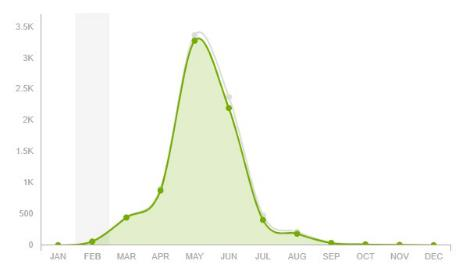 3.5K
3K
2.5K
2K
1.5K
1K
500
0
JAN FEB MAR APR MAY JUN JUL AUG SEP OCT NOV DEC